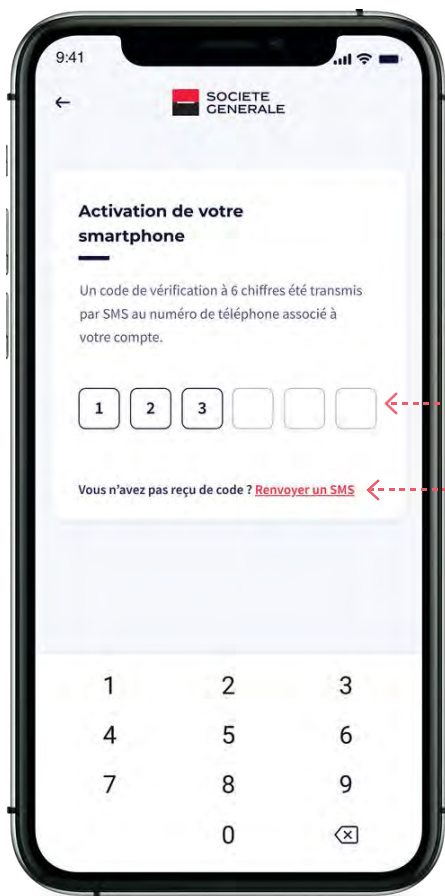 9:41
SOCIETE
GENERALE
Activation de votre
smartphone
Un code de vérification à 6 chiffres été transmis
par SMS au numéro de téléphone associé à
votre compte.
1 2 3
Vous n'avez pas reçu de code ? Renvoyer un SMS
1 2 3
4 5 6
7 8 9
0